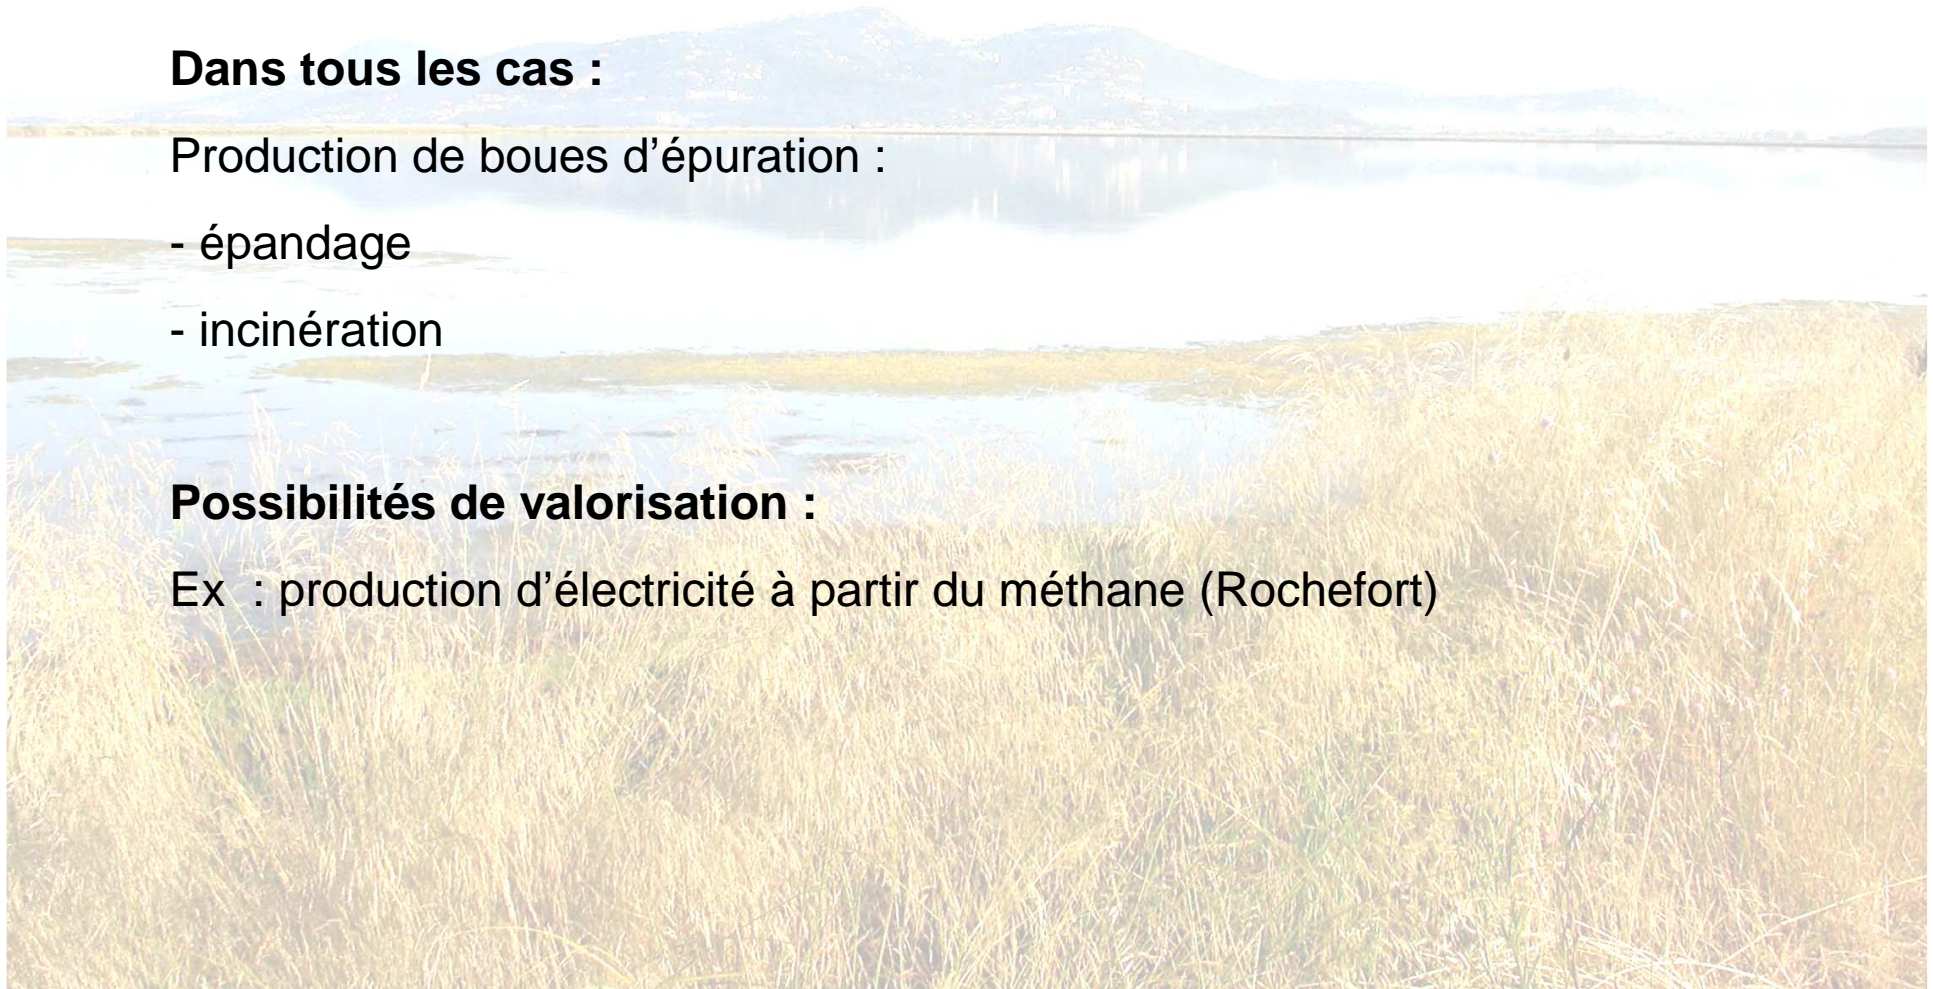 Dans tous les cas :
Production de boues d’épuration :
- épandage
- incinération
Possibilités de valorisation :
Ex  : production d’électricité à partir du méthane (Rochefort)